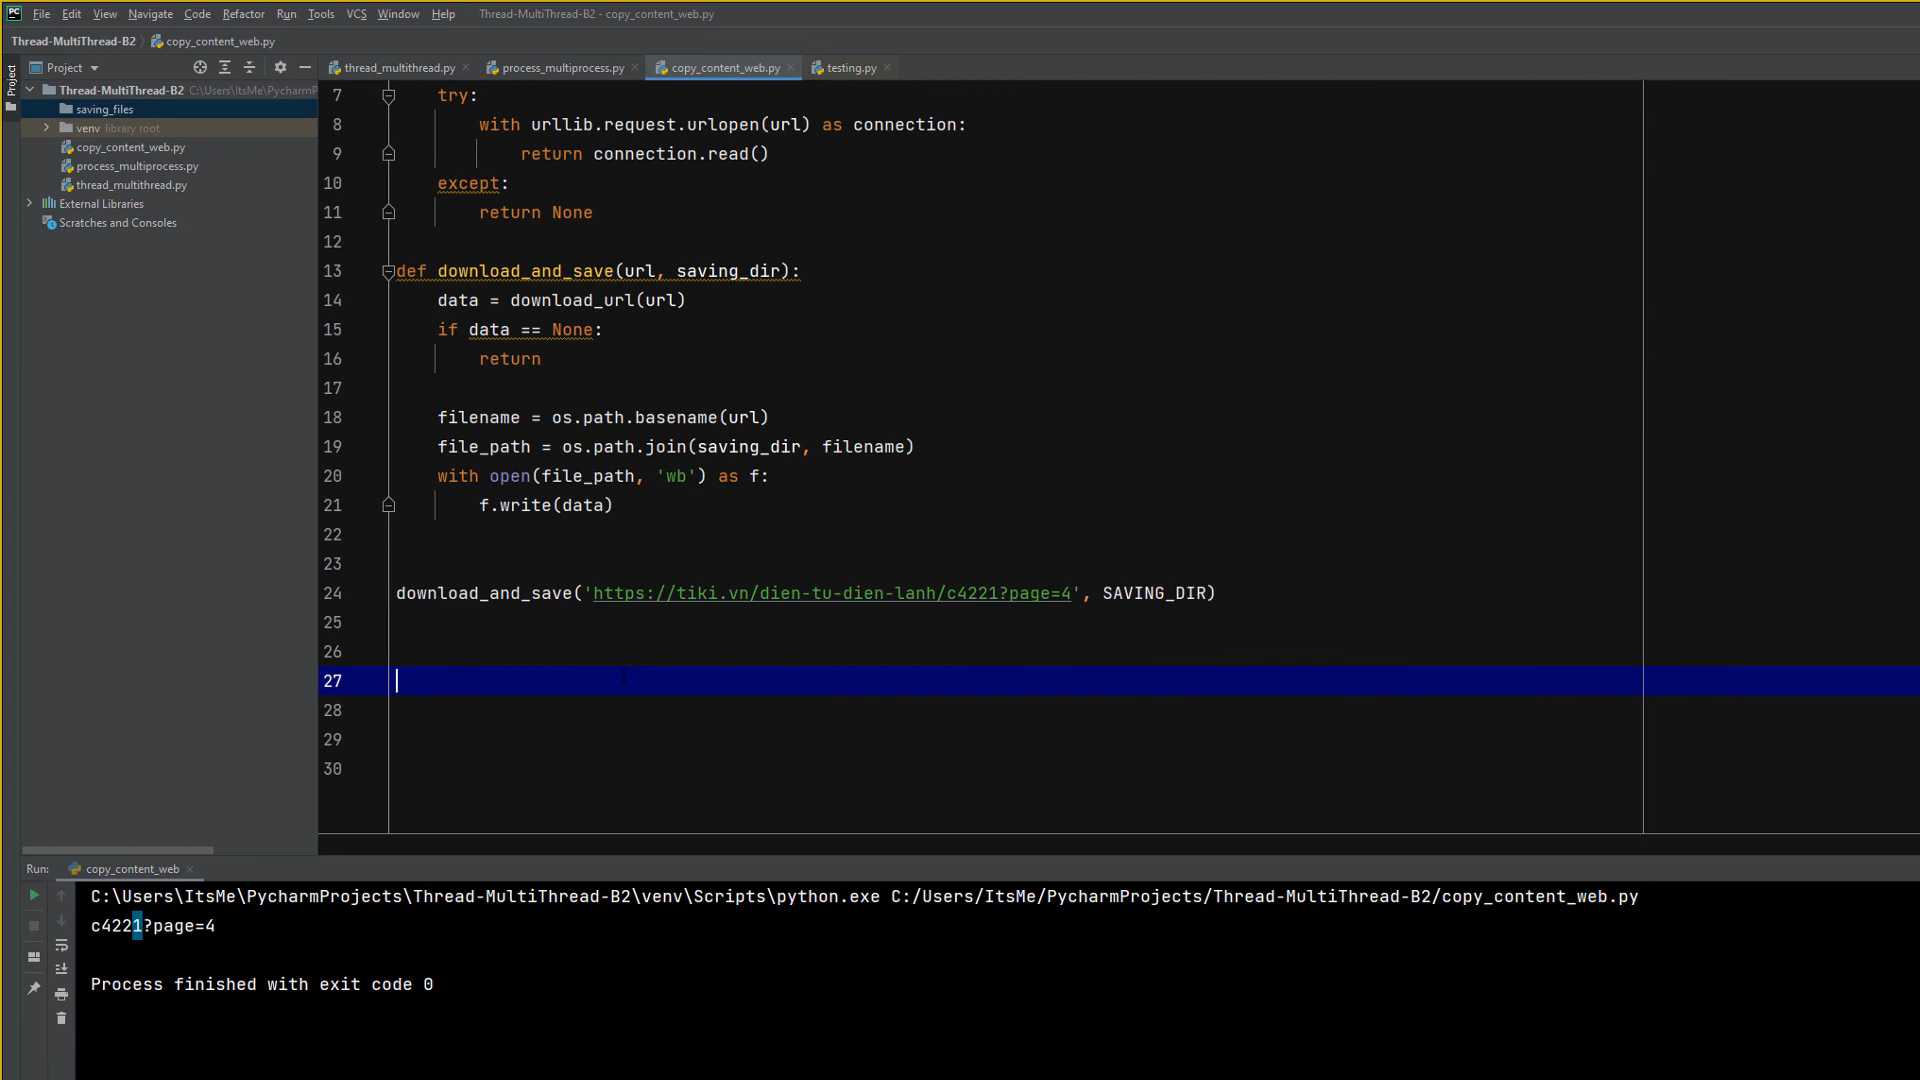 PC File Edit View Navigate Code Refactor Run Tools VCS Window Help Thread-MultiThread-B2 - copy_content_web.py
Thread-MultiThread-B2 copy_content_web.py
Project
Project
thread_multithread.py process_multiprocess.py copy_content_web.py testing.py
Thread-MultiThread-B2 C:\Users\ItsMe\PycharmP
saving_files
venv library root
copy_content_web.py
process_multiprocess.py
thread_multithread.py
External Libraries
Scratches and Consoles
7 try:
8 with urllib.request.urlopen(url) as connection:
9 return connection.read()
10 except:
11 return None
12
13 def download_and_save(url, saving_dir):
14 data = download_url(url)
15 if data == None:
16 return
17
18 filename = os.path.basename(url)
19 file_path = os.path.join(saving_dir, filename)
20 with open(file_path, 'wb') as f:
21 f.write(data)
22
23
24 download_and_save('https://tiki.vn/dien-tu-dien-lanh/c4221?page=4', SAVING_DIR)
25
26
27
28
29
30
Run: copy_content_web
C:\Users\ItsMe\PycharmProjects\Thread-MultiThread-B2\venv\Scripts\python.exe C:/Users/ItsMe/PycharmProjects/Thread-MultiThread-B2/copy_content_web.py
c4221?page=4
Process finished with exit code 0